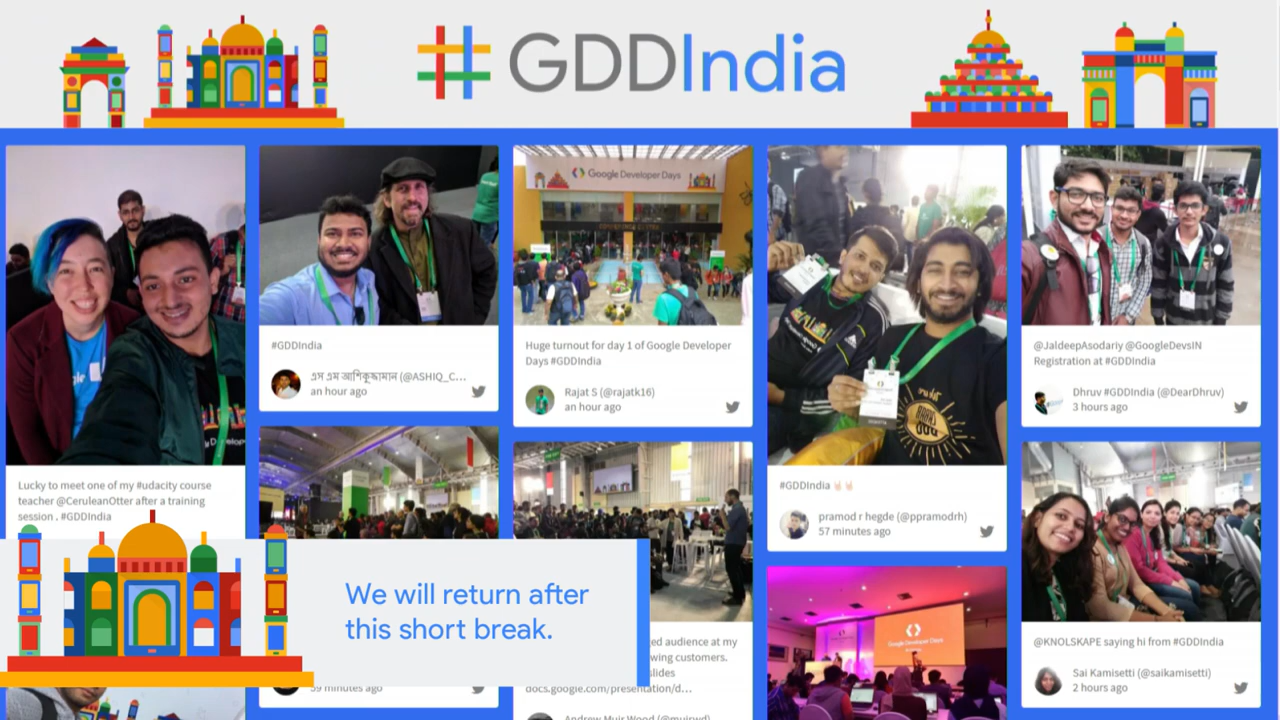 #GDDIndia
Lucky to meet one of my #udacity course
teacher @CeruleanOtter after a training
session . #GDDIndia
#GDDIndia
এস এম আশিকুজ্জামান (@ASHIQ_C...
an hour ago
59 minutes ago
Google Developer Days
Huge turnout for day 1 of Google Developer
Days #GDDIndia
Rajat S (@rajatk16)
an hour ago
ed audience at my
wing customers.
slides
docs.google.com/presentation/d...
Andrew Muir Wood (@muirwd)
#GDDIndia 🤘🏻🤘🏻
pramod r hegde (@ppramodrh)
57 minutes ago
Google Developer Days
@JaldeepAsodariy @GoogleDevsIN
Registration at #GDDIndia
Dhruv #GDDIndia (@DearDhruv)
3 hours ago
@KNOLSKAPE saying hi from #GDDIndia
Sai Kamisetti (@saikamisetti)
2 hours ago
We will return after
this short break.